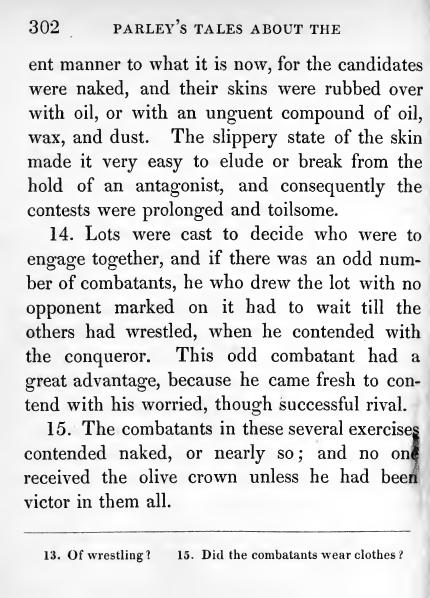 302 PARLEY'S TALES ABOUT THE
ent manner to what it is now, for the candidates
were naked, and their skins were rubbed over
with oil, or with an unguent compound of oil,
wax, and dust. The slippery state of the skin
made it very easy to elude or break from the
hold of an antagonist, and consequently the
contests were prolonged and toilsome.
14. Lots were cast to decide who were to
engage together, and if there was an odd num-
ber of combatants, he who drew the lot with no
opponent marked on it had to wait till the
others had wrestled, when he contended with
the conqueror. This odd combatant had a
great advantage, because he came fresh to con-
tend with his worried, though successful rival.
15. The combatants in these several exercises
contended naked, or nearly so; and no one
received the olive crown unless he had been
victor in them all.
13. Of wrestling? 15. Did the combatants wear clothes?